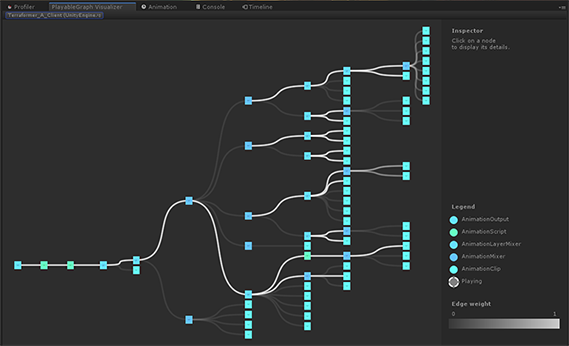 Profiler
PlayableGraph Visualizer
Animation
Console
Timeline
Terraformer_A_Client (UnityEngine.
Inspector
Click on a node
to display its details.
Legend
AnimationOutput
AnimationScript
AnimationLayerMixer
AnimationMixer
AnimationClip
Playing
Edge weight
0 1